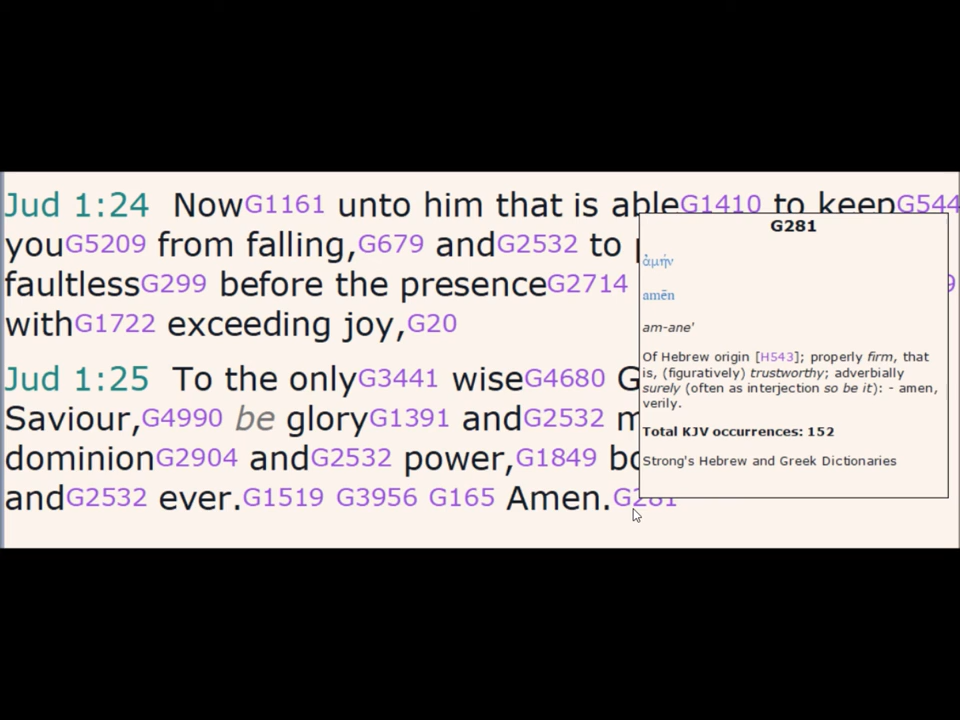 Jud 1:24 NowG1161 unto him that is ableG1410 to keepG544
youG5209 from falling,G679 andG2532 to
faultlessG299 before the presenceG2714
withG1722 exceeding joy,G20
Jud 1:25 To the onlyG3441 wiseG4680 G
Saviour,G4990 be gloryG1391 andG2532 m
dominionG2904 andG2532 power,G1849 bo
andG2532 ever.G1519 G3956 G165 Amen.G281
G281
ἀμήν
amēn
am-ane'
Of Hebrew origin [H543]; properly firm, that
is, (figuratively) trustworthy; adverbially
surely (often as interjection so be it): - amen,
verily.
Total KJV occurrences: 152
Strong's Hebrew and Greek Dictionaries